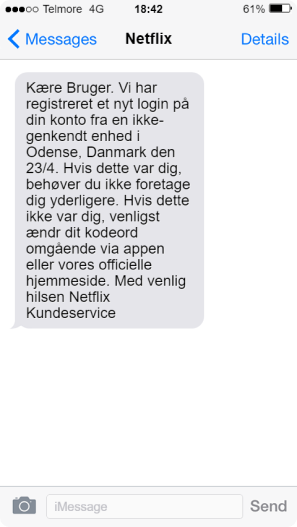 Telmore 4G 18:42 61%
Messages Netflix Details
Kære Bruger. Vi har
registreret et nyt login på
din konto fra en ikke-
genkendt enhed i
Odense, Danmark den
23/4. Hvis dette var dig,
behøver du ikke foretage
dig yderligere. Hvis dette
ikke var dig, venligst
ændr dit kodeord
omgående via appen
eller vores officielle
hjemmeside. Med venlig
hilsen Netflix
Kundeservice
iMessage Send